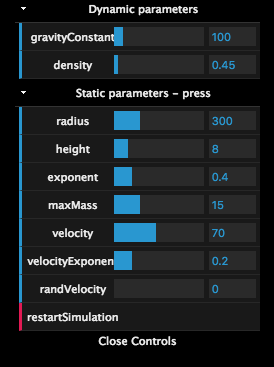 Dynamic parameters
gravityConstant 100
density 0.45
Static parameters - press
radius 300
height 8
exponent 0.4
maxMass 15
velocity 70
velocityExponen 0.2
randVelocity 0
restartSimulation
Close Controls